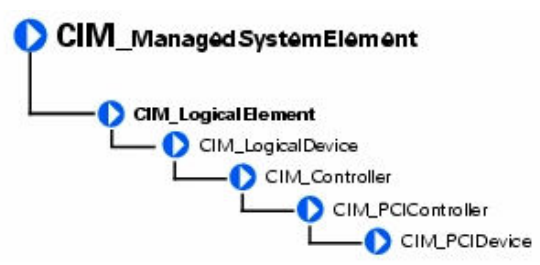 CIM_ManagedSystemElement
CIM_LogicalElement
CIM_LogicalDevice
CIM_Controller
CIM_PCIController
CIM_PCIDevice